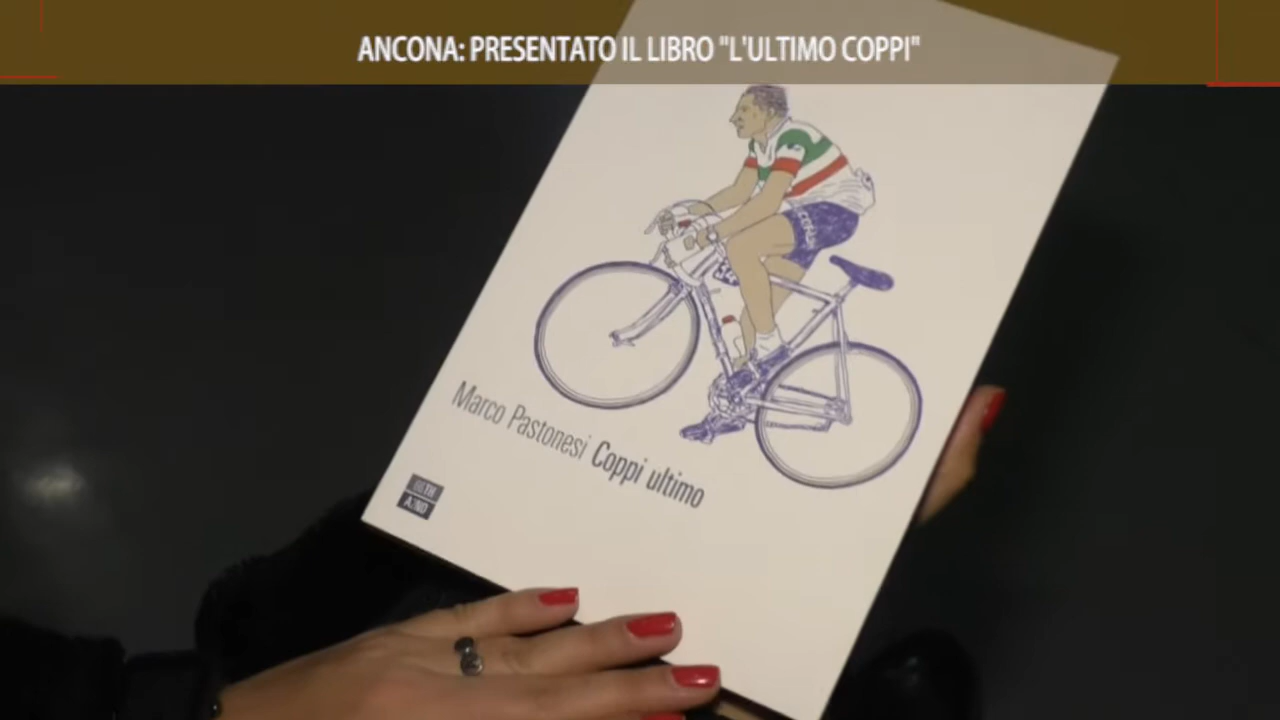 ANCONA: PRESENTATO IL LIBRO "L'ULTIMO COPPI"
Marco Pastonesi Coppi ultimo